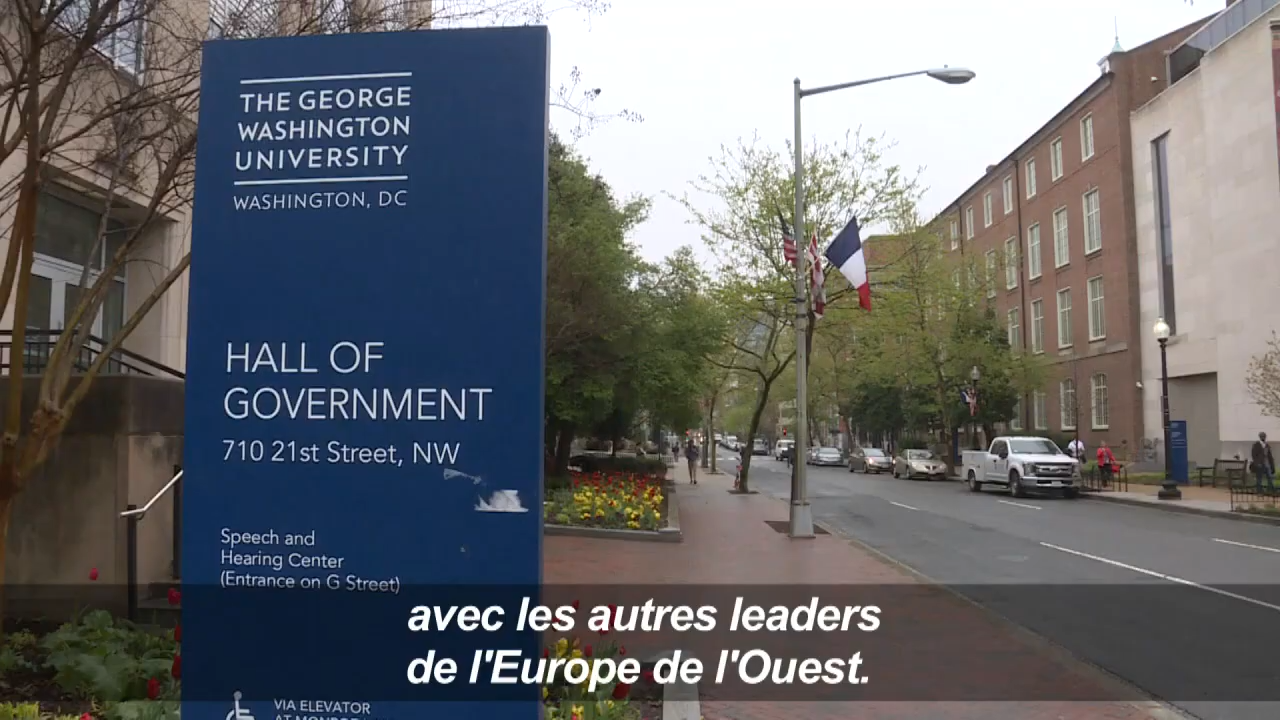 THE GEORGE
WASHINGTON
UNIVERSITY
WASHINGTON, DC
HALL OF
GOVERNMENT
710 21st Street, NW
Speech and
Hearing Center
(Entrance on G Street)
avec les autres leaders
de l'Europe de l'Ouest.
VIA ELEVATOR